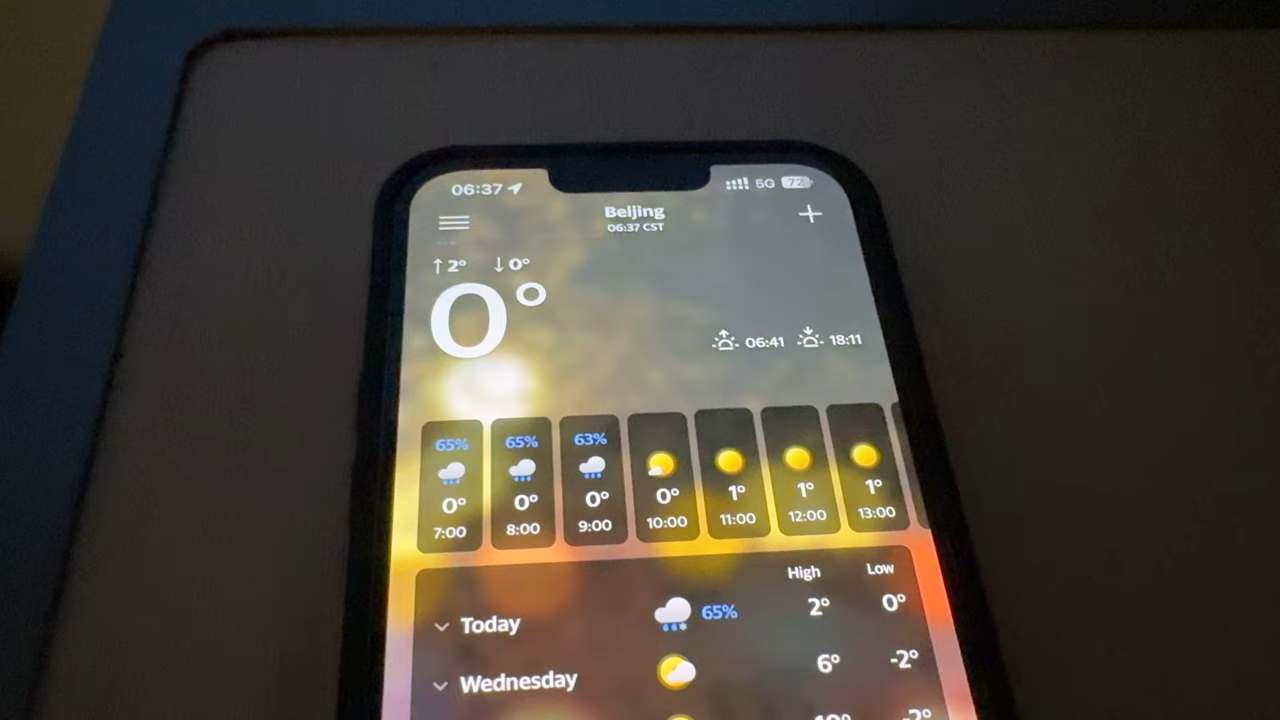 06:37 5G 72
Beijing
06:37 CST
↑2° ↓0°
0°
06:41 18:11
65% 65% 63%
0° 0° 0° 0° 1° 1° 1°
7:00 8:00 9:00 10:00 11:00 12:00 13:00
High Low
Today 65% 2° 0°
Wednesday 6° -2°
-2°